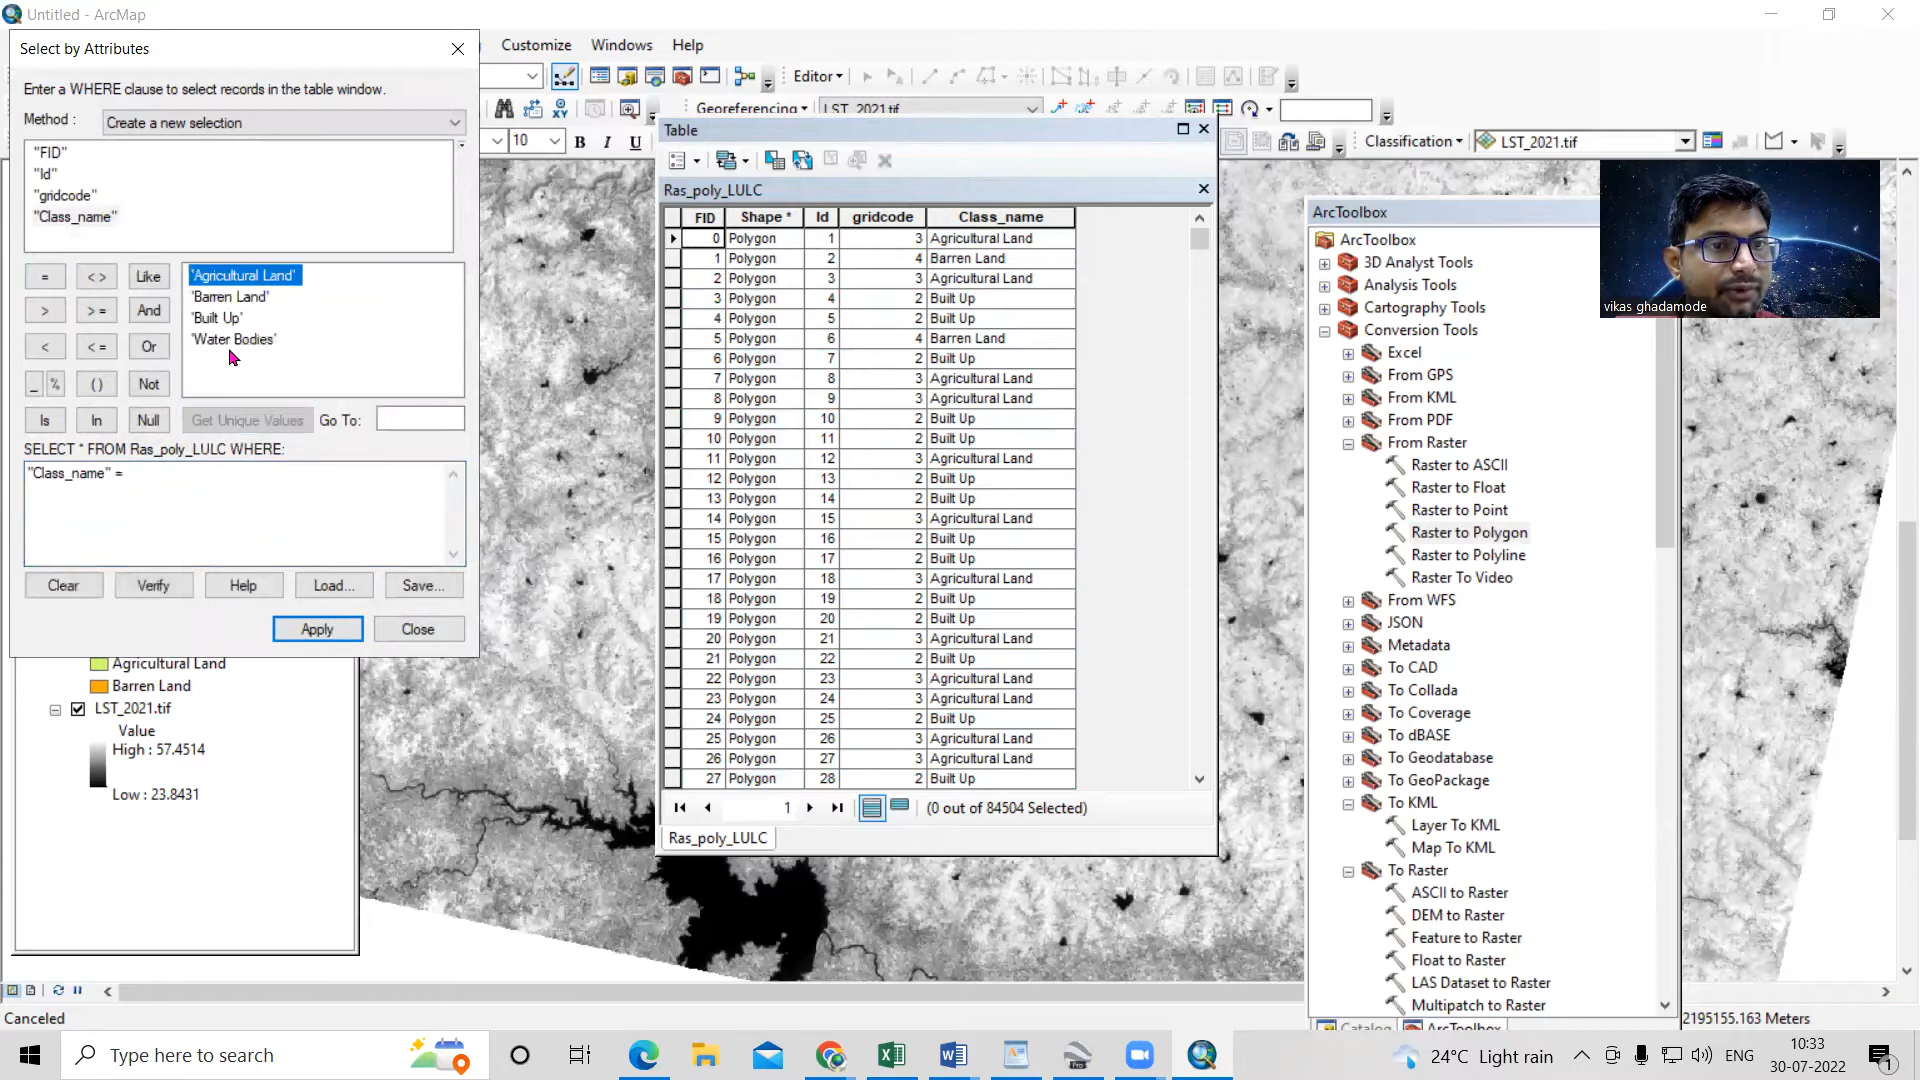 Untitled - ArcMap
Select by Attributes
Customize Windows Help
Enter a WHERE clause to select records in the table window.
Method : Create a new selection
"FID"
"Id"
"gridcode"
"Class_name"
= < > Like
> > = And
< < = Or
_ % ( ) Not
Is In Null
'Agricultural Land'
'Barren Land'
'Built Up'
'Water Bodies'
Get Unique Values Go To:
SELECT * FROM Ras_poly_LULC WHERE:
"Class_name" =
Clear Verify Help Load... Save...
Apply Close
Agricultural Land
Barren Land
LST_2021.tif
Value
High : 57.4514
Low : 23.8431
Editor
Georeferencing LST_2021.tif
10 B I U
Classification LST_2021.tif
Table
Ras_poly_LULC
FID Shape * Id gridcode Class_name
0 Polygon 1 3 Agricultural Land
1 Polygon 2 4 Barren Land
2 Polygon 3 3 Agricultural Land
3 Polygon 4 2 Built Up
4 Polygon 5 2 Built Up
5 Polygon 6 4 Barren Land
6 Polygon 7 2 Built Up
7 Polygon 8 3 Agricultural Land
8 Polygon 9 3 Agricultural Land
9 Polygon 10 2 Built Up
10 Polygon 11 2 Built Up
11 Polygon 12 3 Agricultural Land
12 Polygon 13 2 Built Up
13 Polygon 14 2 Built Up
14 Polygon 15 3 Agricultural Land
15 Polygon 16 2 Built Up
16 Polygon 17 2 Built Up
17 Polygon 18 3 Agricultural Land
18 Polygon 19 2 Built Up
19 Polygon 20 2 Built Up
20 Polygon 21 3 Agricultural Land
21 Polygon 22 2 Built Up
22 Polygon 23 3 Agricultural Land
23 Polygon 24 3 Agricultural Land
24 Polygon 25 2 Built Up
25 Polygon 26 3 Agricultural Land
26 Polygon 27 3 Agricultural Land
27 Polygon 28 2 Built Up
1 (0 out of 84504 Selected)
Ras_poly_LULC
ArcToolbox
ArcToolbox
3D Analyst Tools
Analysis Tools
Cartography Tools
Conversion Tools
Excel
From GPS
From KML
From PDF
From Raster
Raster to ASCII
Raster to Float
Raster to Point
Raster to Polygon
Raster to Polyline
Raster To Video
From WFS
JSON
Metadata
To CAD
To Collada
To Coverage
To dBASE
To Geodatabase
To GeoPackage
To KML
Layer To KML
Map To KML
To Raster
ASCII to Raster
DEM to Raster
Feature to Raster
Float to Raster
LAS Dataset to Raster
Multipatch to Raster
Catalog ArcToolbox
vikas ghadamode
Canceled
2195155.163 Meters
Type here to search
24°C Light rain
ENG
10:33
30-07-2022
1